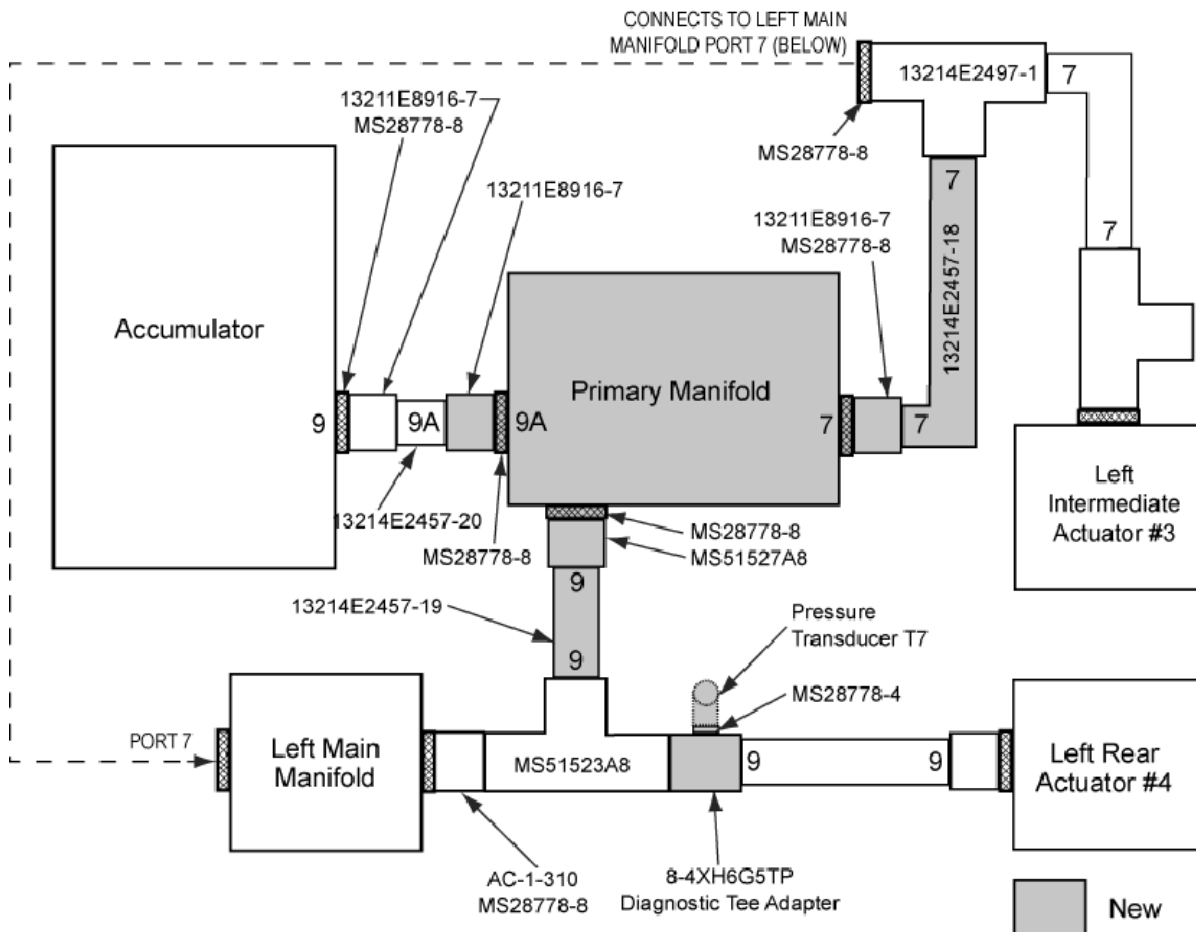 CONNECTS TO LEFT MAIN
MANIFOLD PORT 7 (BELOW)
13214E2497-1
7
13211E8916-7
MS28778-8
MS28778-8
13211E8916-7
7
13211E8916-7
MS28778-8
13214E2457-18
7
Accumulator
Primary Manifold
9
9A
9A
7
7
Left
Intermediate
Actuator #3
13214E2457-20
MS28778-8
MS28778-8
MS51527A8
9
13214E2457-19
9
Pressure
Transducer T7
MS28778-4
PORT 7
Left Main
Manifold
MS51523A8
9
9
Left Rear
Actuator #4
AC-1-310
MS28778-8
8-4XH6G5TP
Diagnostic Tee Adapter
New